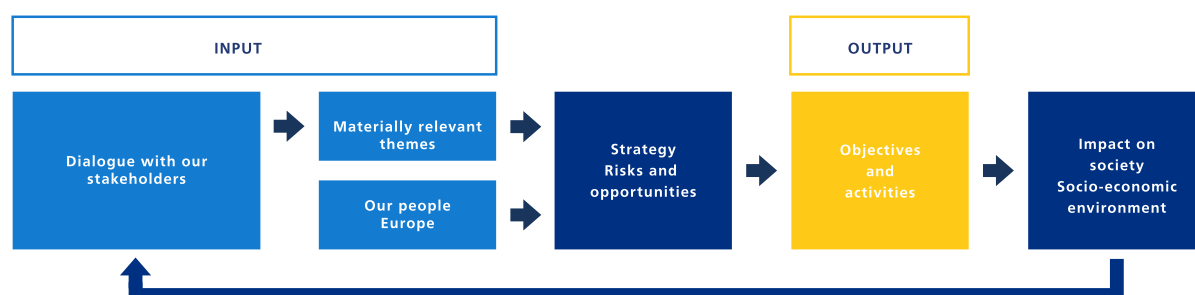 INPUT
OUTPUT
Dialogue with our
stakeholders
Materially relevant
themes
Our people
Europe
Strategy
Risks and
opportunities
Objectives
and
activities
Impact on
society
Socio-economic
environment